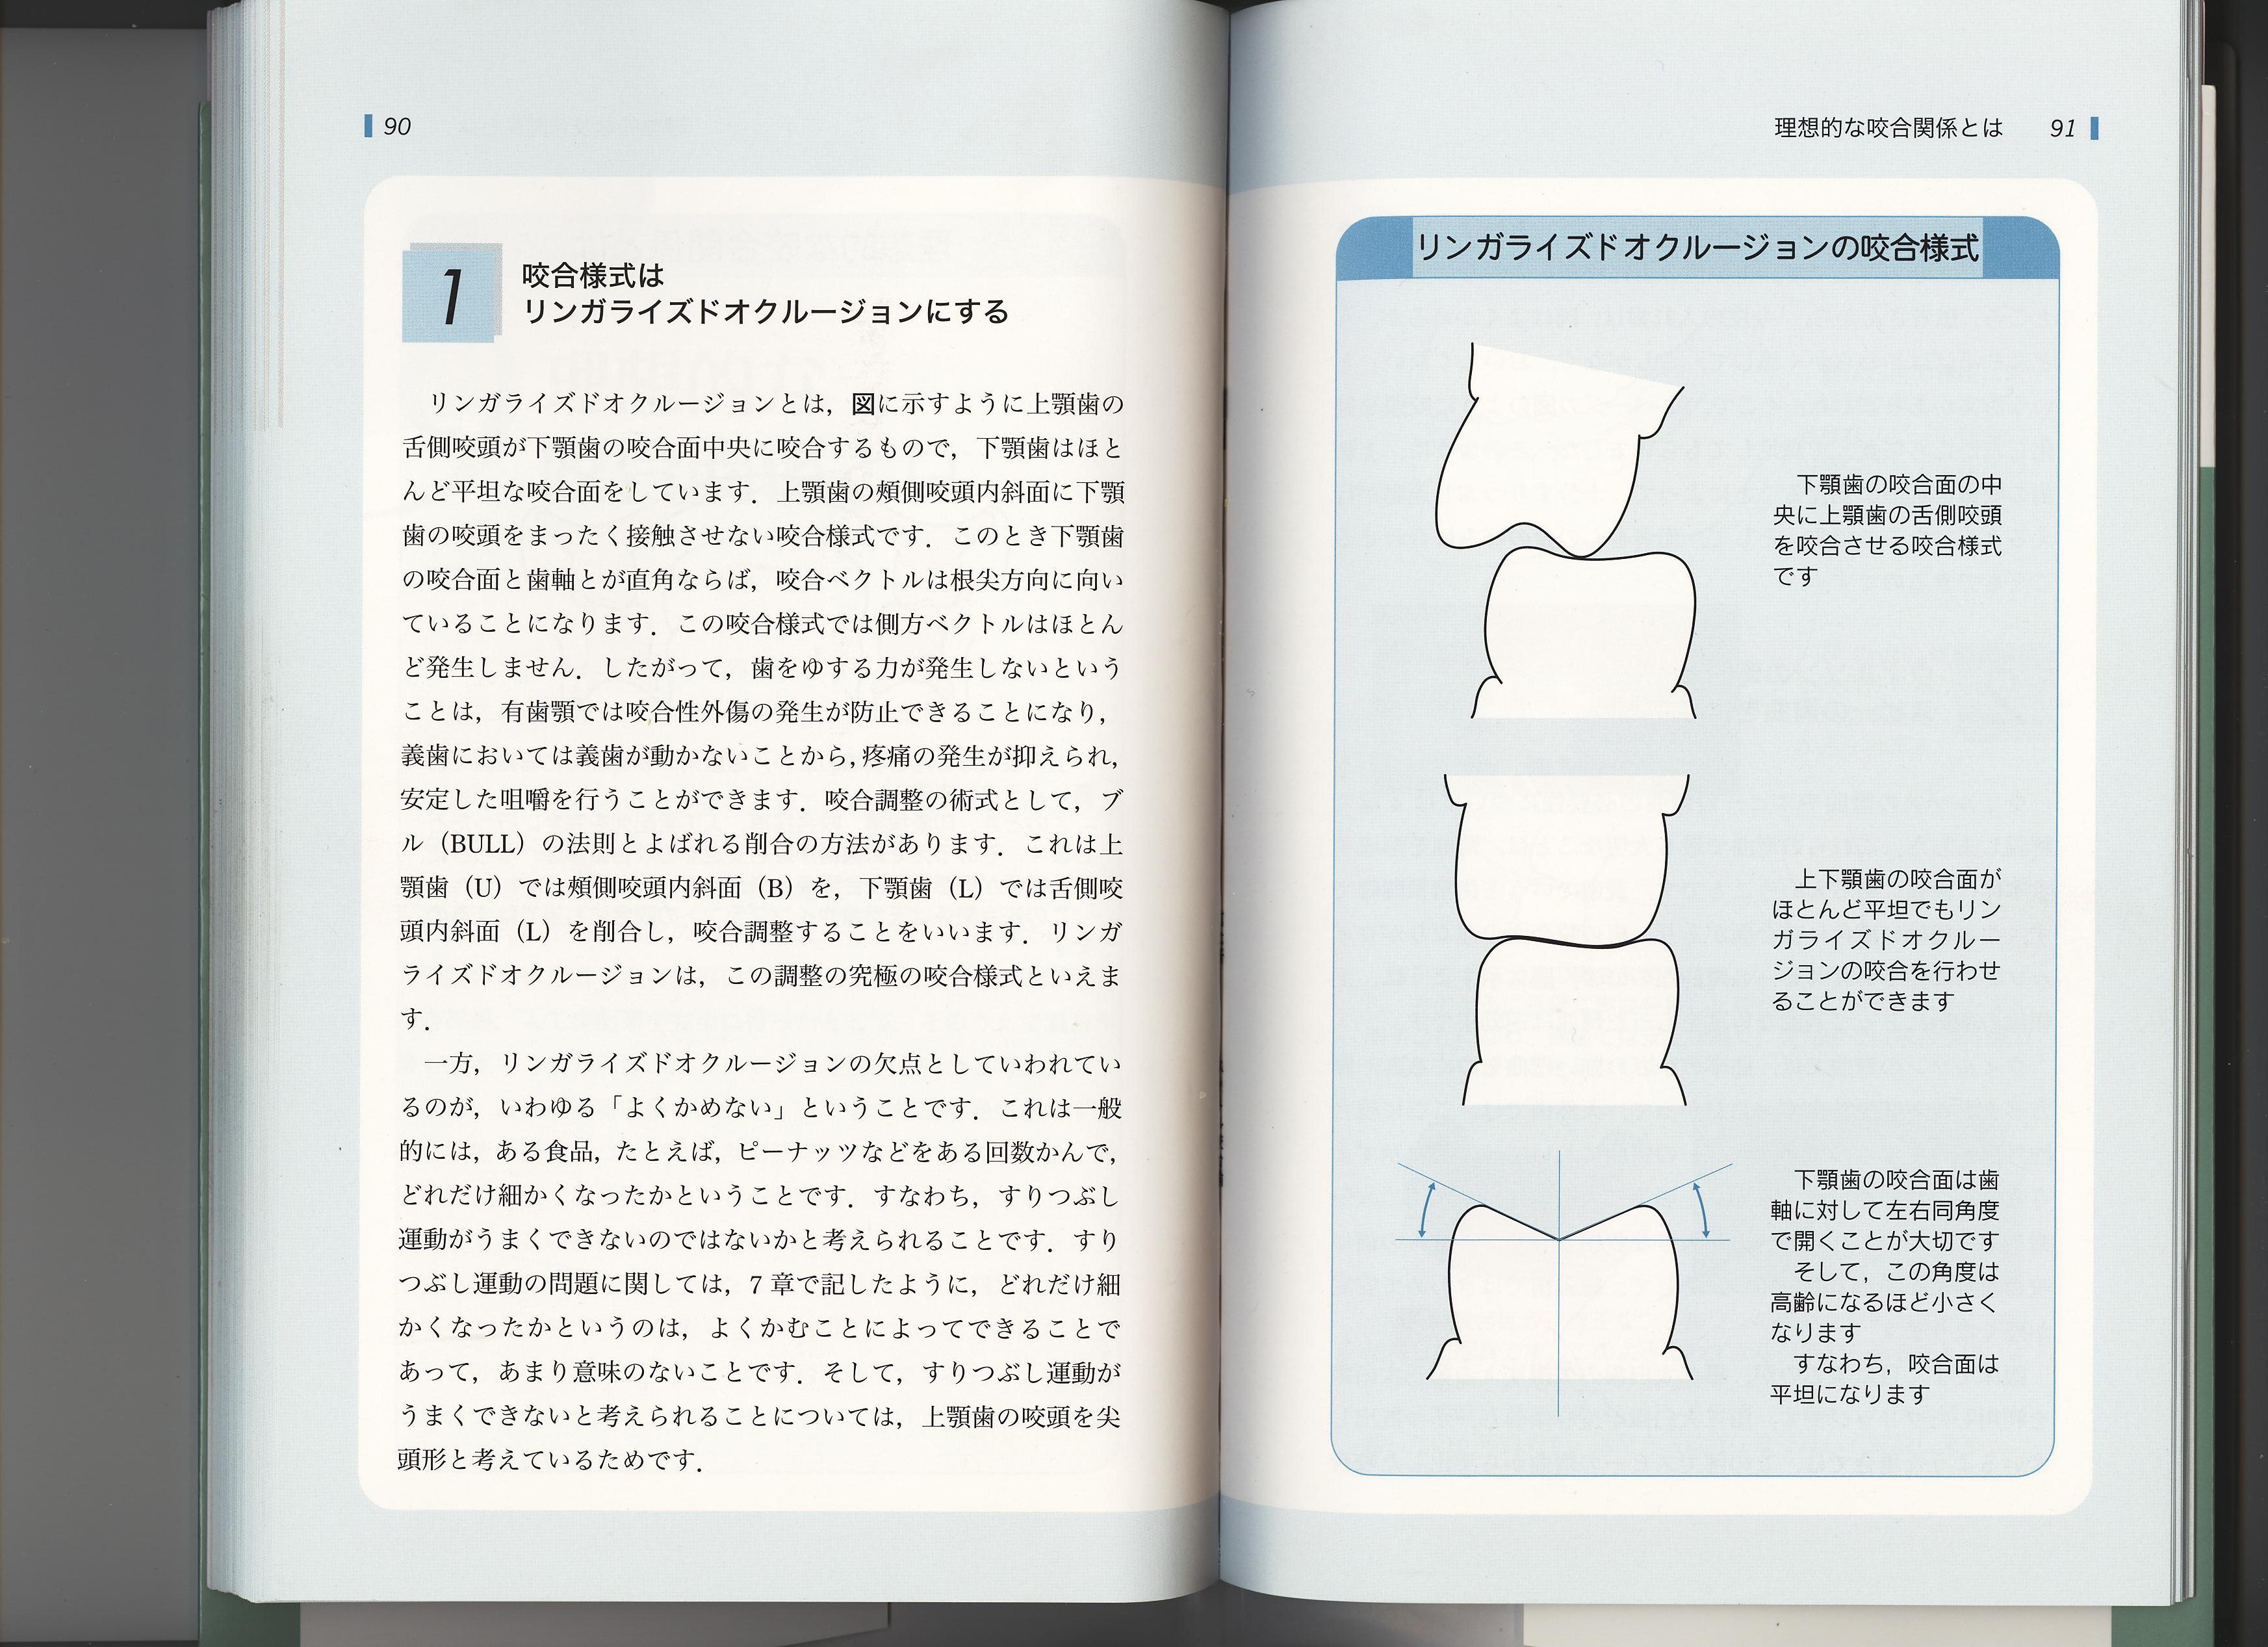 90
1
咬合様式は
リンガライズドオクルージョンにする
リンガライズドオクルージョンとは，図に示すように上顎歯の
舌側咬頭が下顎歯の咬合面中央に咬合するもので，下顎歯はほと
んど平坦な咬合面をしています．上顎歯の頰側咬頭内斜面に下顎
歯の咬頭をまったく接触させない咬合様式です．このとき下顎歯
の咬合面と歯軸とが直角ならば，咬合ベクトルは根尖方向に向い
ていることになります．この咬合様式では側方ベクトルはほとん
ど発生しません．したがって，歯をゆする力が発生しないという
ことは，有歯顎では咬合性外傷の発生が防止できることになり，
義歯においては義歯が動かないことから，疼痛の発生が抑えられ，
安定した咀嚼を行うことができます．咬合調整の術式として，ブ
ル（BULL）の法則とよばれる削合の方法があります．これは上
顎歯（U）では頰側咬頭内斜面（B）を，下顎歯（L）では舌側咬
頭内斜面（L）を削合し，咬合調整することをいいます．リンガ
ライズドオクルージョンは，この調整の究極の咬合様式といえま
す．
一方，リンガライズドオクルージョンの欠点としていわれてい
るのが，いわゆる「よくかめない」ということです．これは一般
的には，ある食品，たとえば，ピーナッツなどをある回数かんで，
どれだけ細かくなったかということです．すなわち，すりつぶし
運動がうまくできないのではないかと考えられることです．すり
つぶし運動の問題に関しては，7 章で記したように，どれだけ細
かくなったかというのは，よくかむことによってできることで
あって，あまり意味のないことです．そして，すりつぶし運動が
うまくできないと考えられることについては，上顎歯の咬頭を尖
頭形と考えているためです．
理想的な咬合関係とは 91
リンガライズドオクルージョンの咬合様式
下顎歯の咬合面の中
央に上顎歯の舌側咬頭
を咬合させる咬合様式
です
上下顎歯の咬合面が
ほとんど平坦でもリン
ガライズドオクルー
ジョンの咬合を行わせ
ることができます
下顎歯の咬合面は歯
軸に対して左右同角度
で開くことが大切です
そして，この角度は
高齢になるほど小さく
なります
すなわち，咬合面は
平坦になります